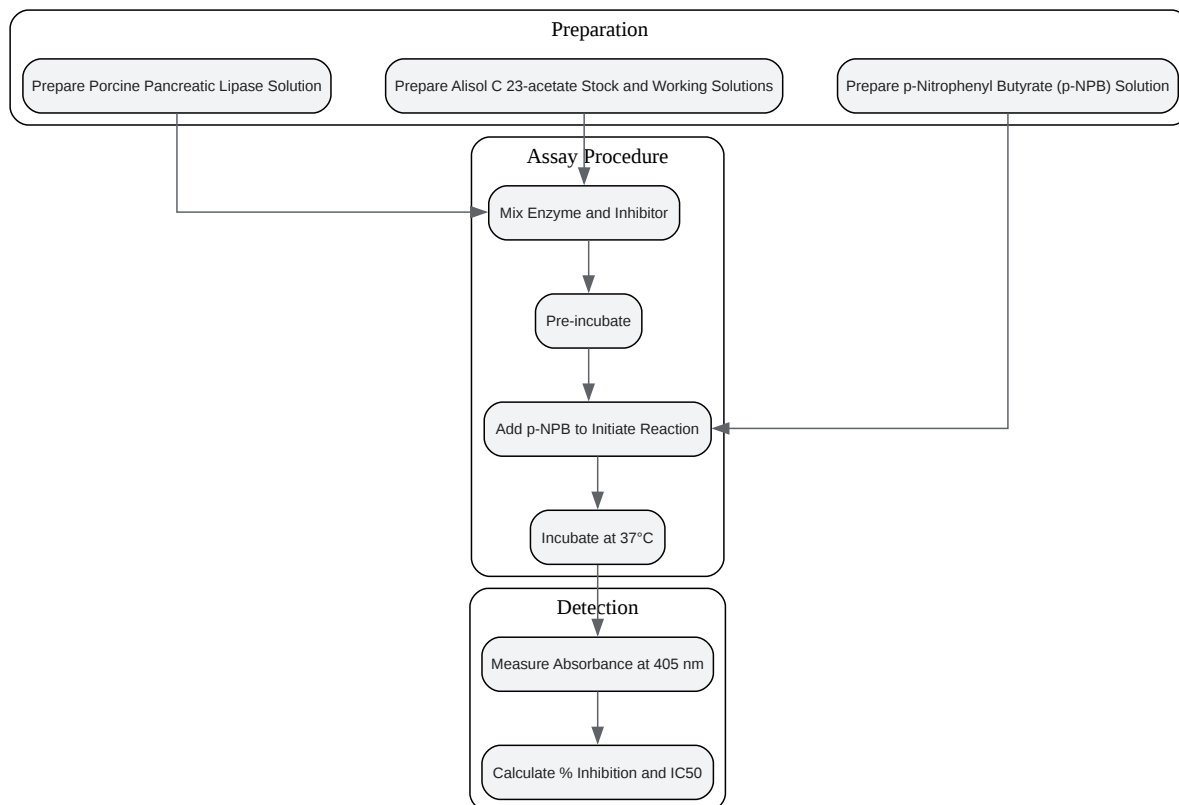 Preparation
Prepare Porcine Pancreatic Lipase Solution
Prepare Alisol C 23-acetate Stock and Working Solutions
Prepare p-Nitrophenyl Butyrate (p-NPB) Solution
Assay Procedure
Mix Enzyme and Inhibitor
Pre-incubate
Add p-NPB to Initiate Reaction
Incubate at 37°C
Detection
Measure Absorbance at 405 nm
Calculate % Inhibition and IC50